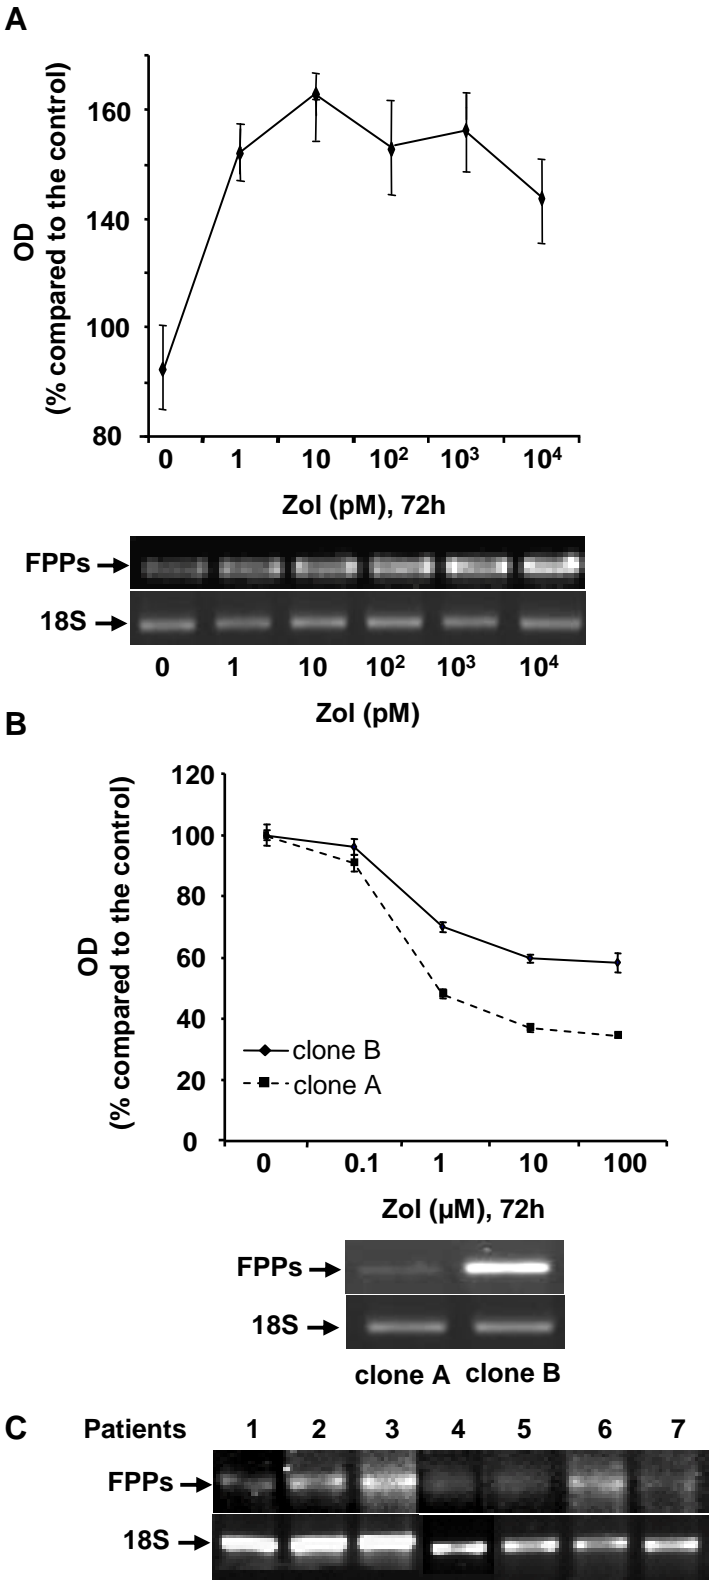 A
OD
(% compared to the control)
160
140
100
80
0 1 10 10² 10³ 10⁴
Zol (pM), 72h
FPPs
18S
0 1 10 10² 10³ 10⁴
Zol (pM)
B
OD
(% compared to the control)
120
100
80
60
40
20
0
clone B
clone A
0 0.1 1 10 100
Zol (µM), 72h
FPPs
18S
clone A clone B
C Patients 1 2 3 4 5 6 7
FPPs
18S